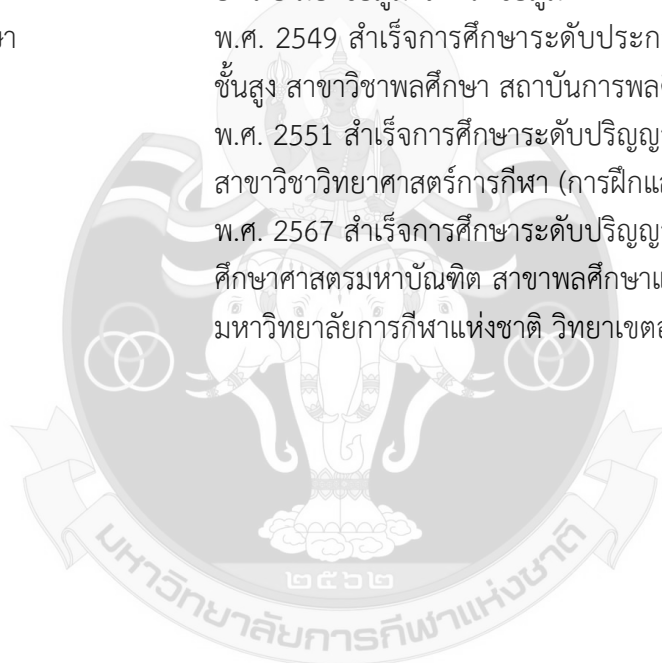 พ.ศ. 2549 สำเร็จการศึกษาระดับประก
ชั้นสูง สาขาวิชาพลศึกษา สถาบันการพล
พ.ศ. 2551 สำเร็จการศึกษาระดับปริญญ
สาขาวิชาวิทยาศาสตร์การกีฬา (การฝึกแ
พ.ศ. 2567 สำเร็จการศึกษาระดับปริญญ
ศึกษาศาสตรมหาบัณฑิต สาขาพลศึกษาแ
มหาวิทยาลัยการกีฬาแห่งชาติ วิทยาเขต
๒๕๖๒
มหาวิทยาลัยการกีฬาแห่งชาติ